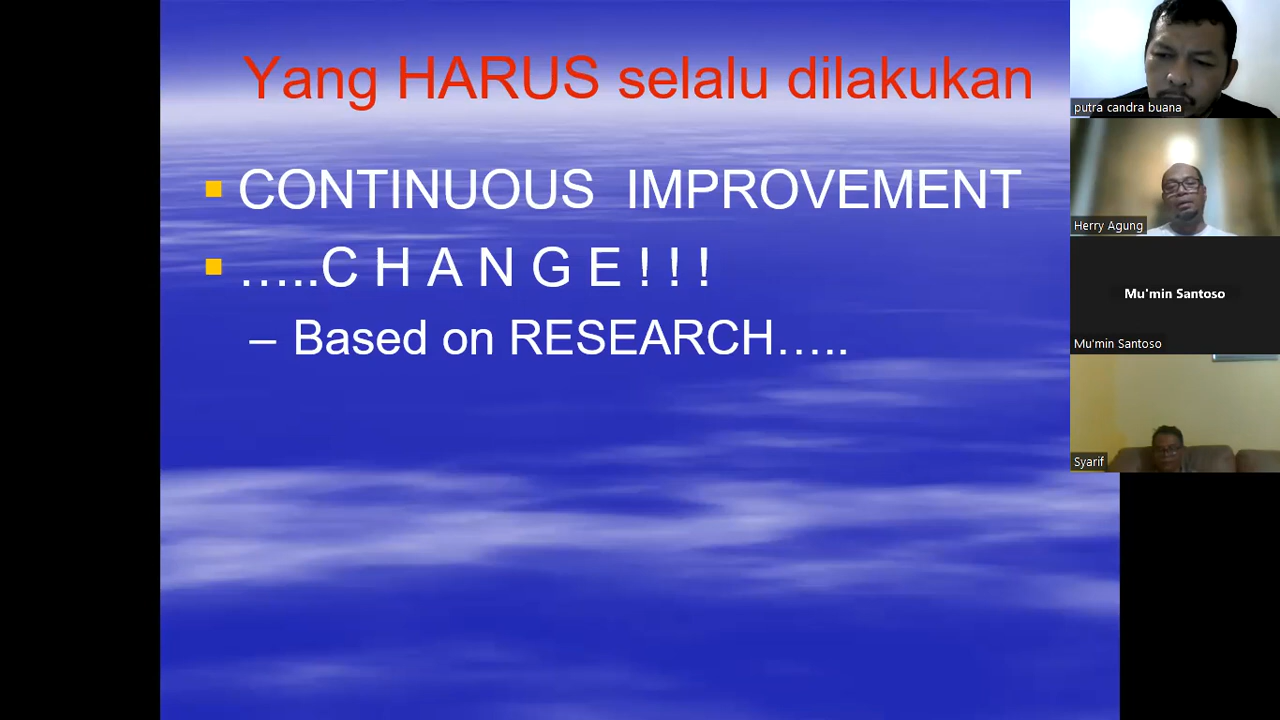 Yang HARUS selalu dilakukan
CONTINUOUS IMPROVEMENT
…..C H A N G E ! ! !
– Based on RESEARCH…..
putra candra buana
Herry Agung
Mu'min Santoso
Mu'min Santoso
Syarif